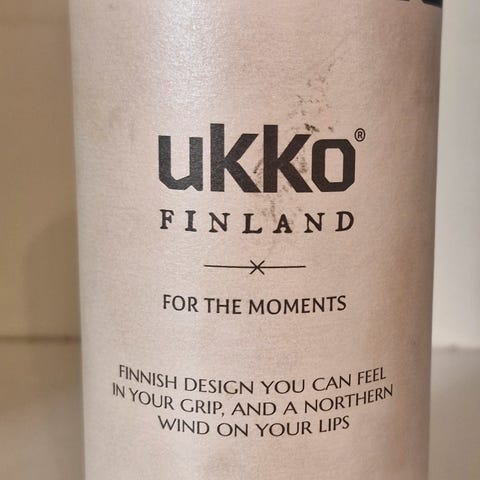 ukko®
FINLAND
FOR THE MOMENTS
FINNISH DESIGN YOU CAN FEEL
IN YOUR GRIP, AND A NORTHERN
WIND ON YOUR LIPS